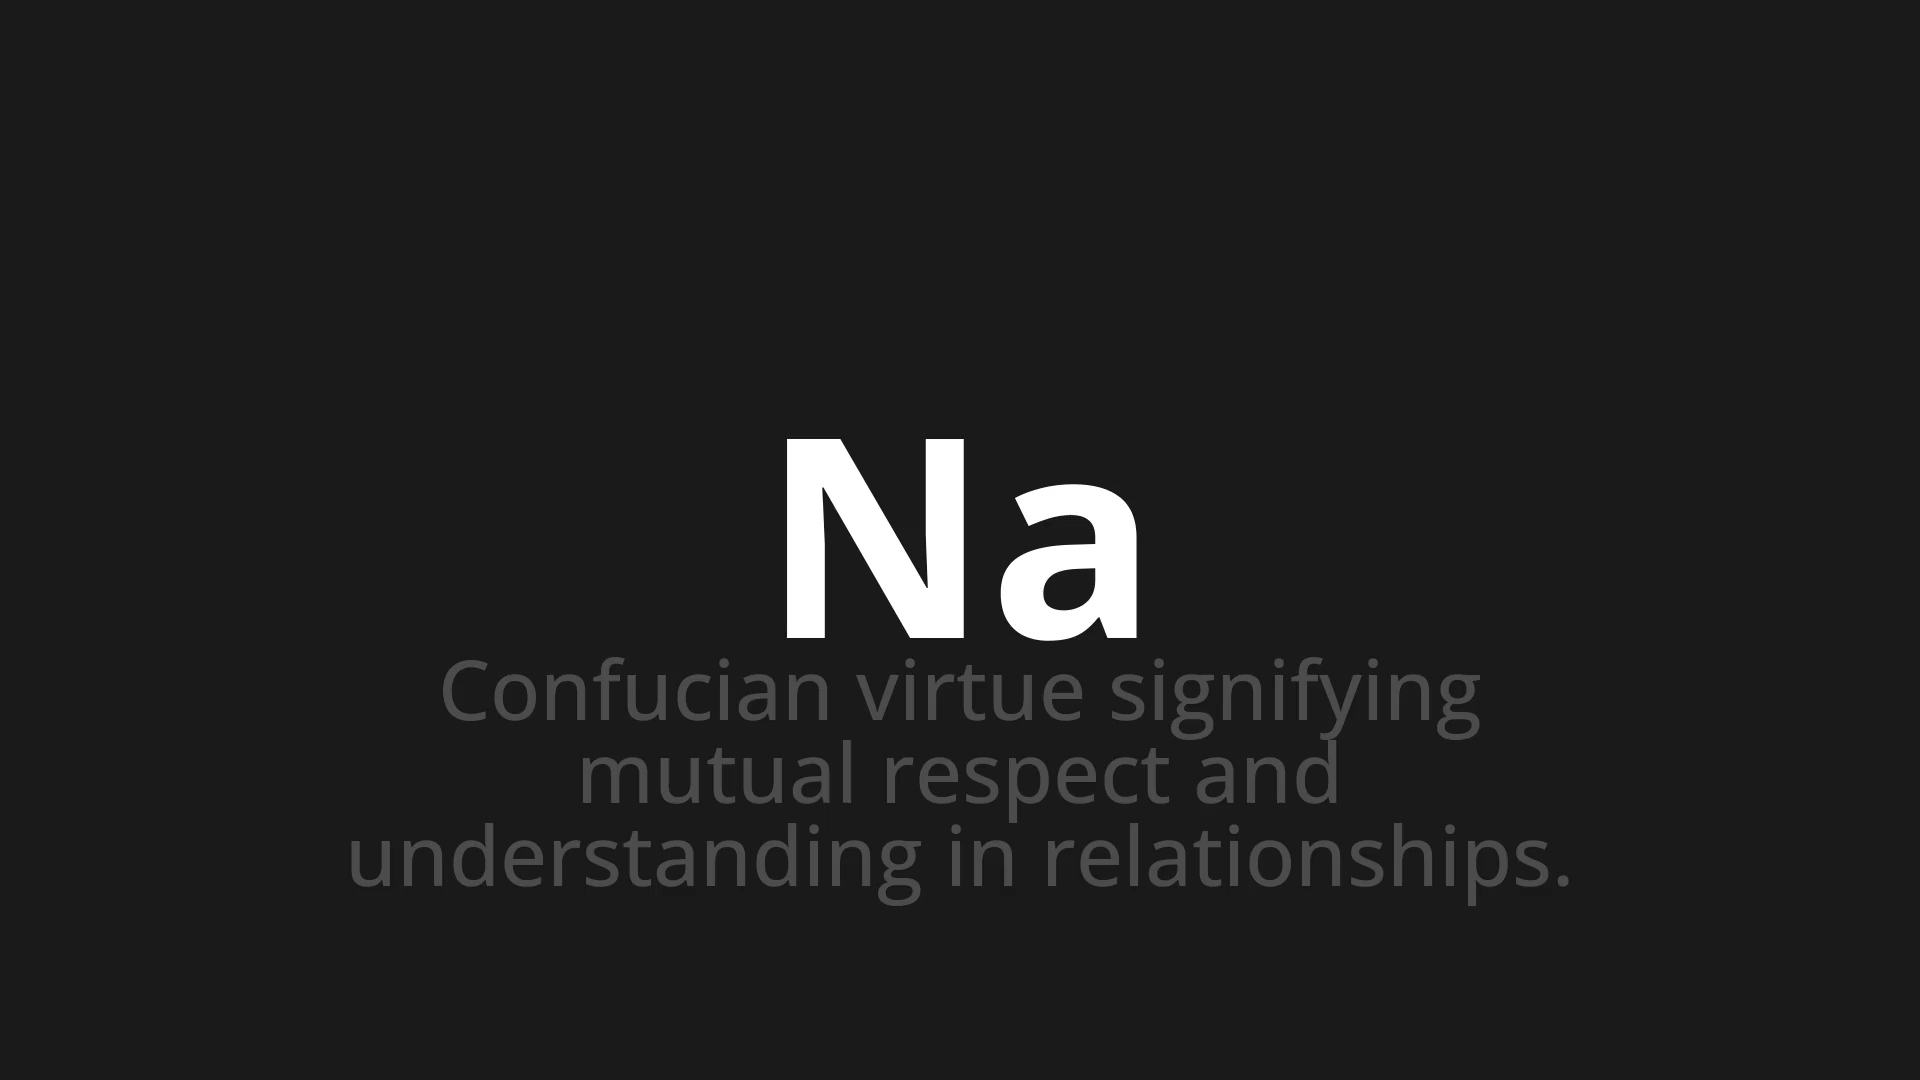 Na
Confucian virtue signifying
mutual respect and
understanding in relationships.